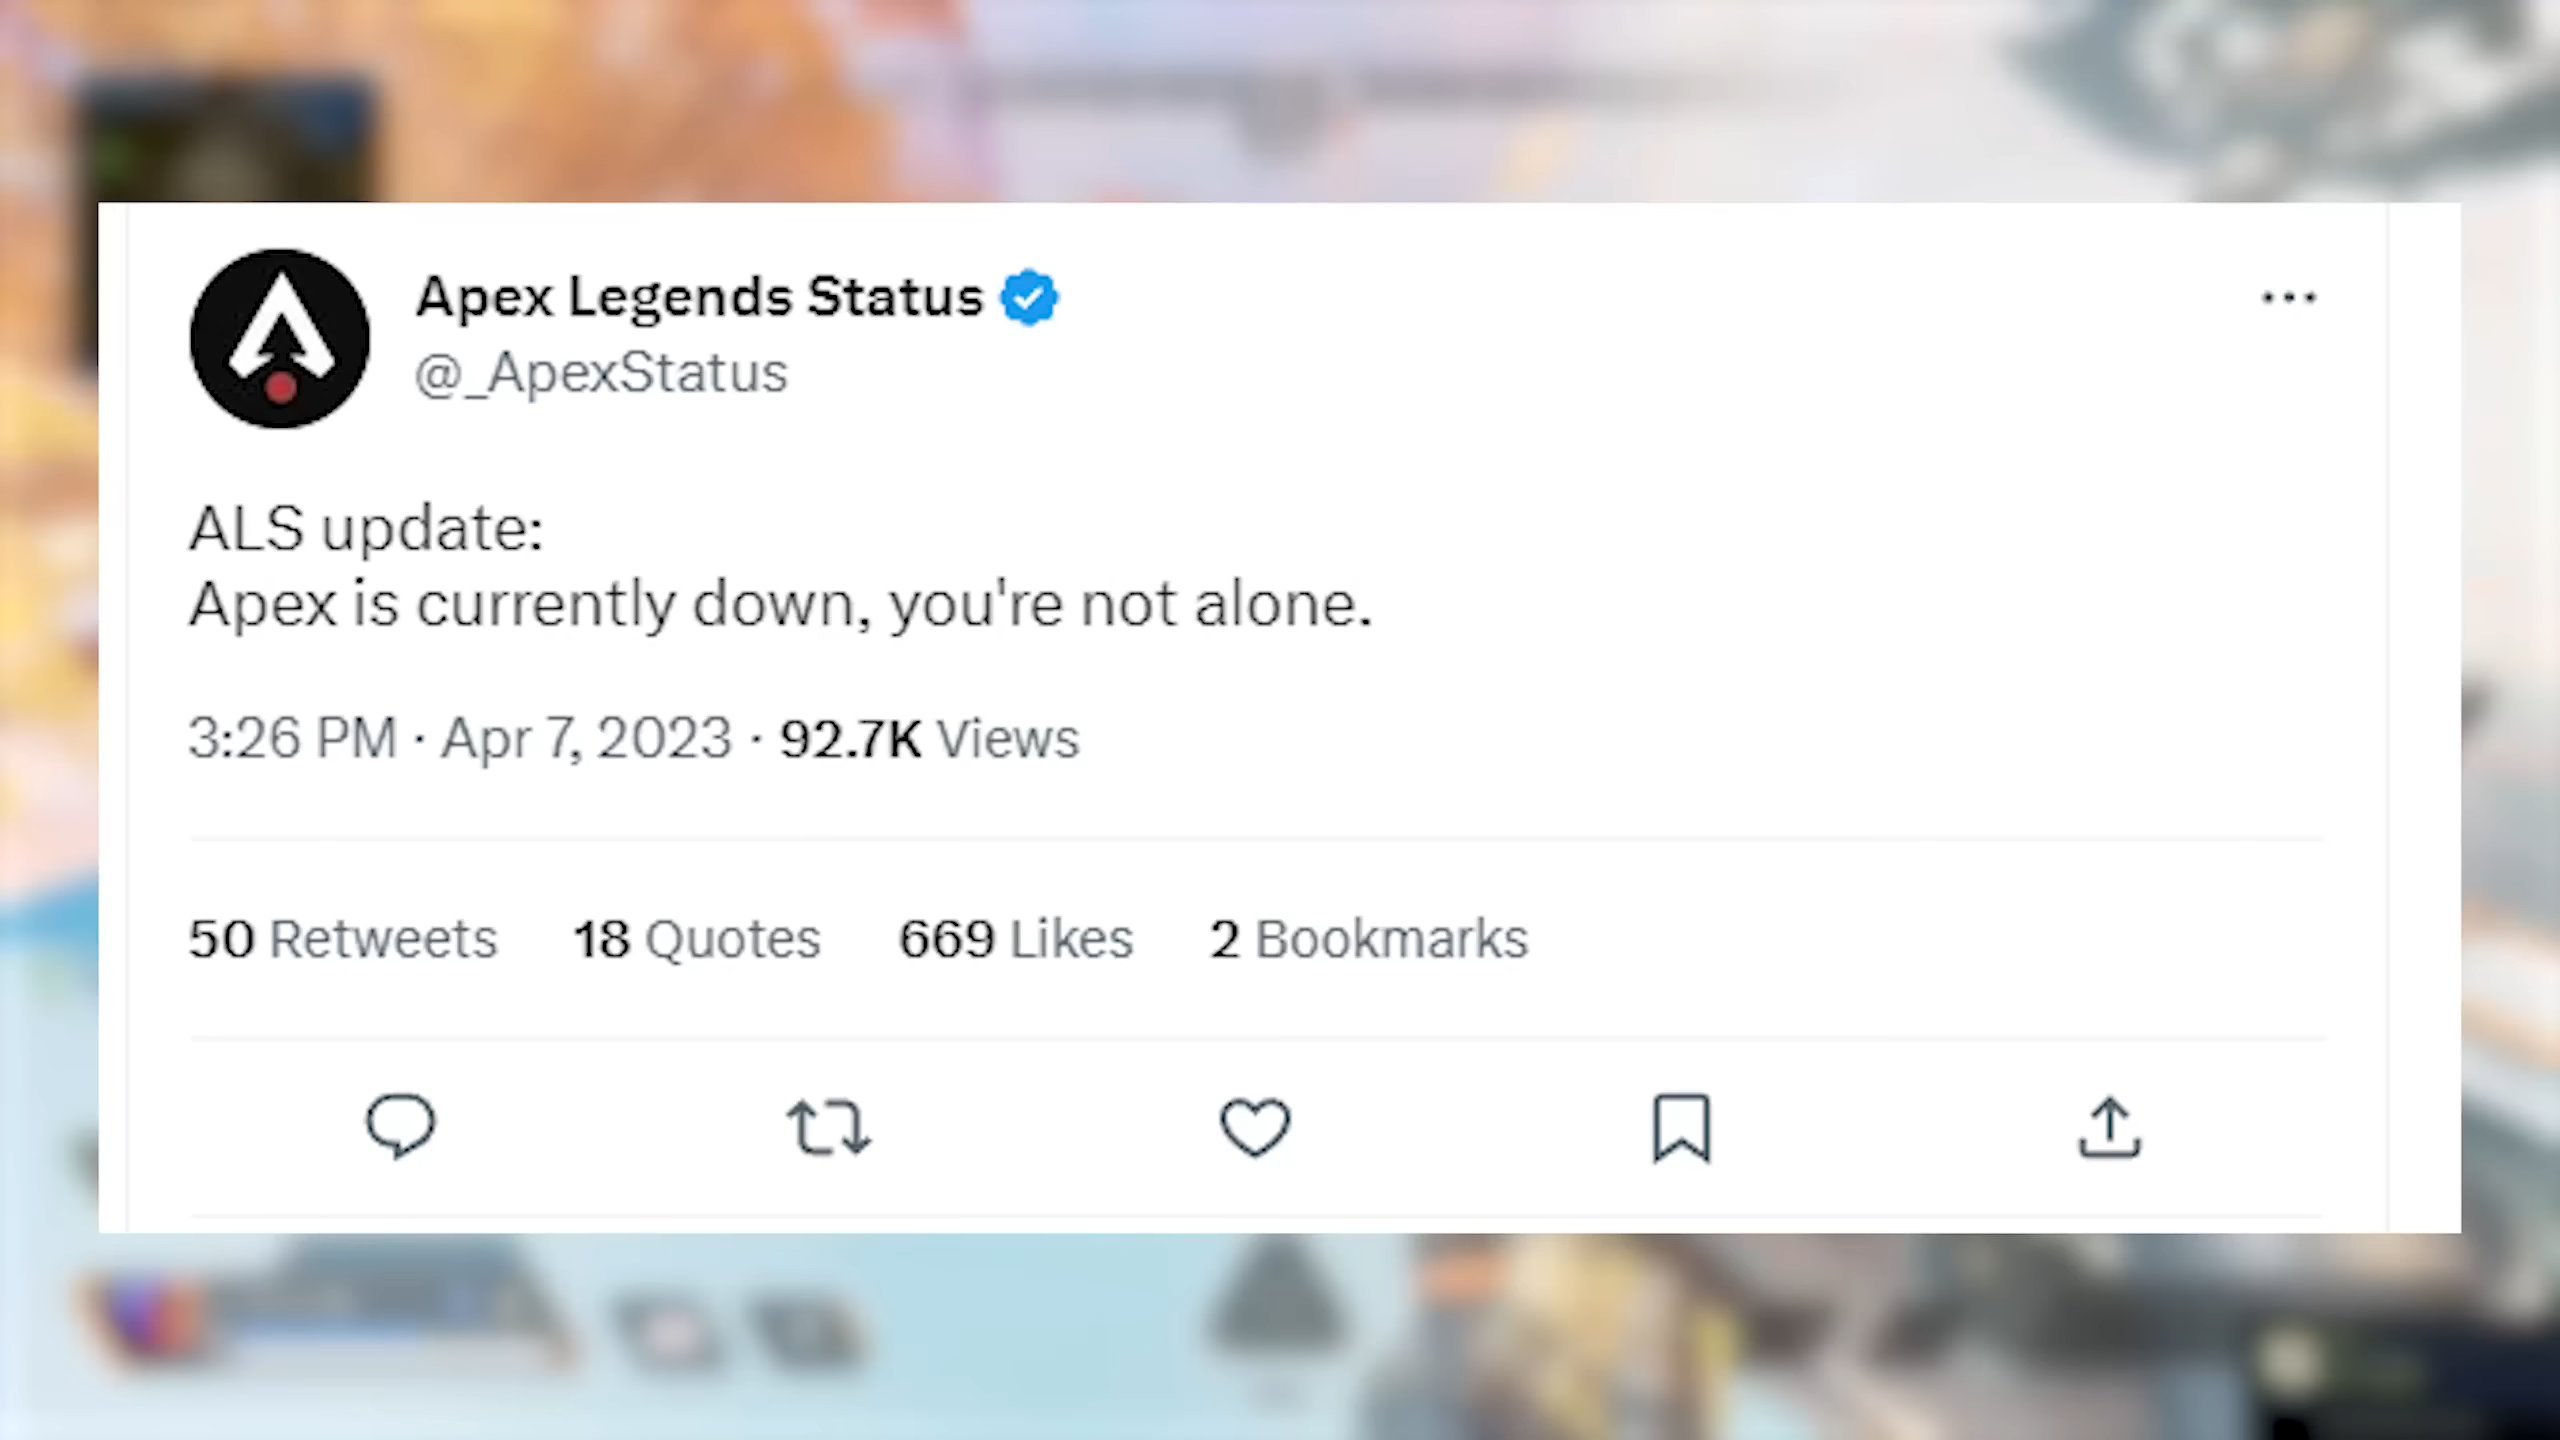 Apex Legends Status
@_ApexStatus
ALS update:
Apex is currently down, you're not alone.
3:26 PM · Apr 7, 2023 · 92.7K Views
50 Retweets 18 Quotes 669 Likes 2 Bookmarks